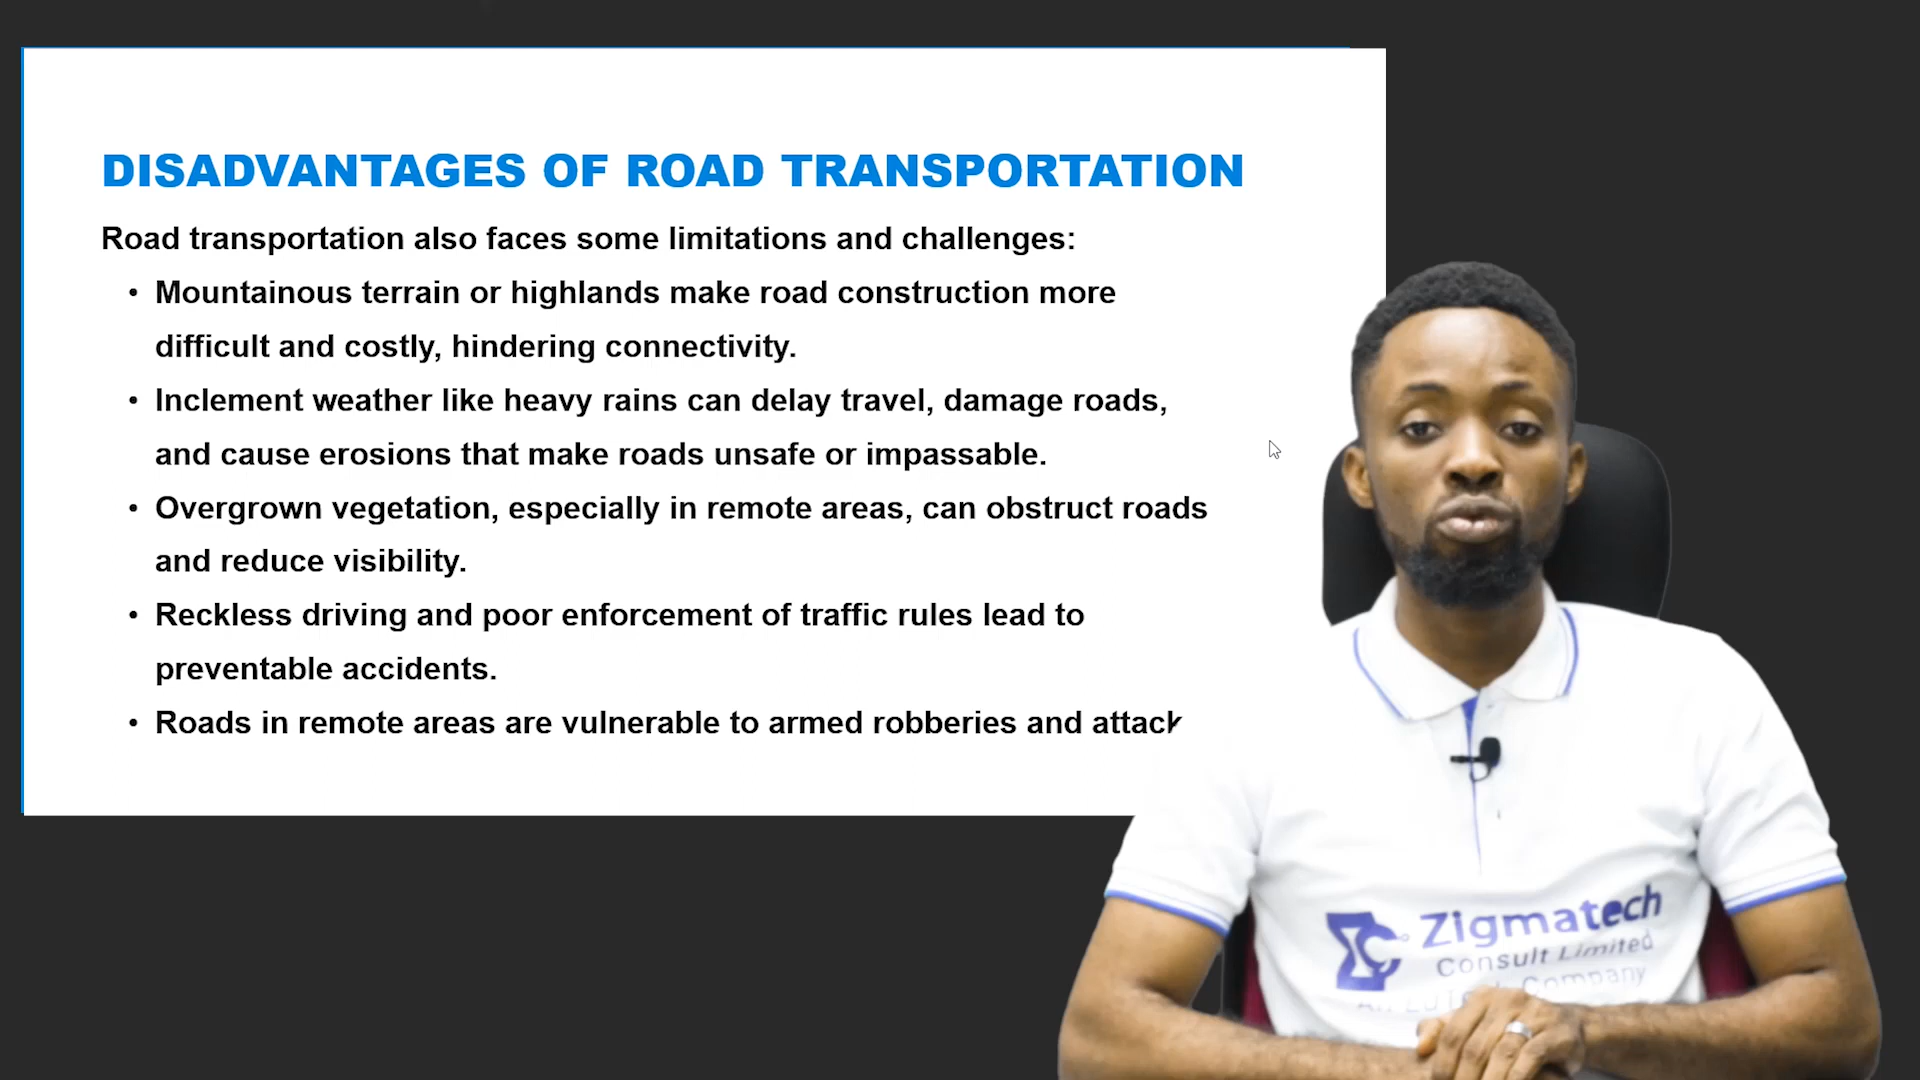 DISADVANTAGES OF ROAD TRANSPORTATION
Road transportation also faces some limitations and challenges:
• Mountainous terrain or highlands make road construction more
difficult and costly, hindering connectivity.
• Inclement weather like heavy rains can delay travel, damage roads,
and cause erosions that make roads unsafe or impassable.
• Overgrown vegetation, especially in remote areas, can obstruct roads
and reduce visibility.
• Reckless driving and poor enforcement of traffic rules lead to
preventable accidents.
• Roads in remote areas are vulnerable to armed robberies and attack
Zigmatech
Consult Limited
Company